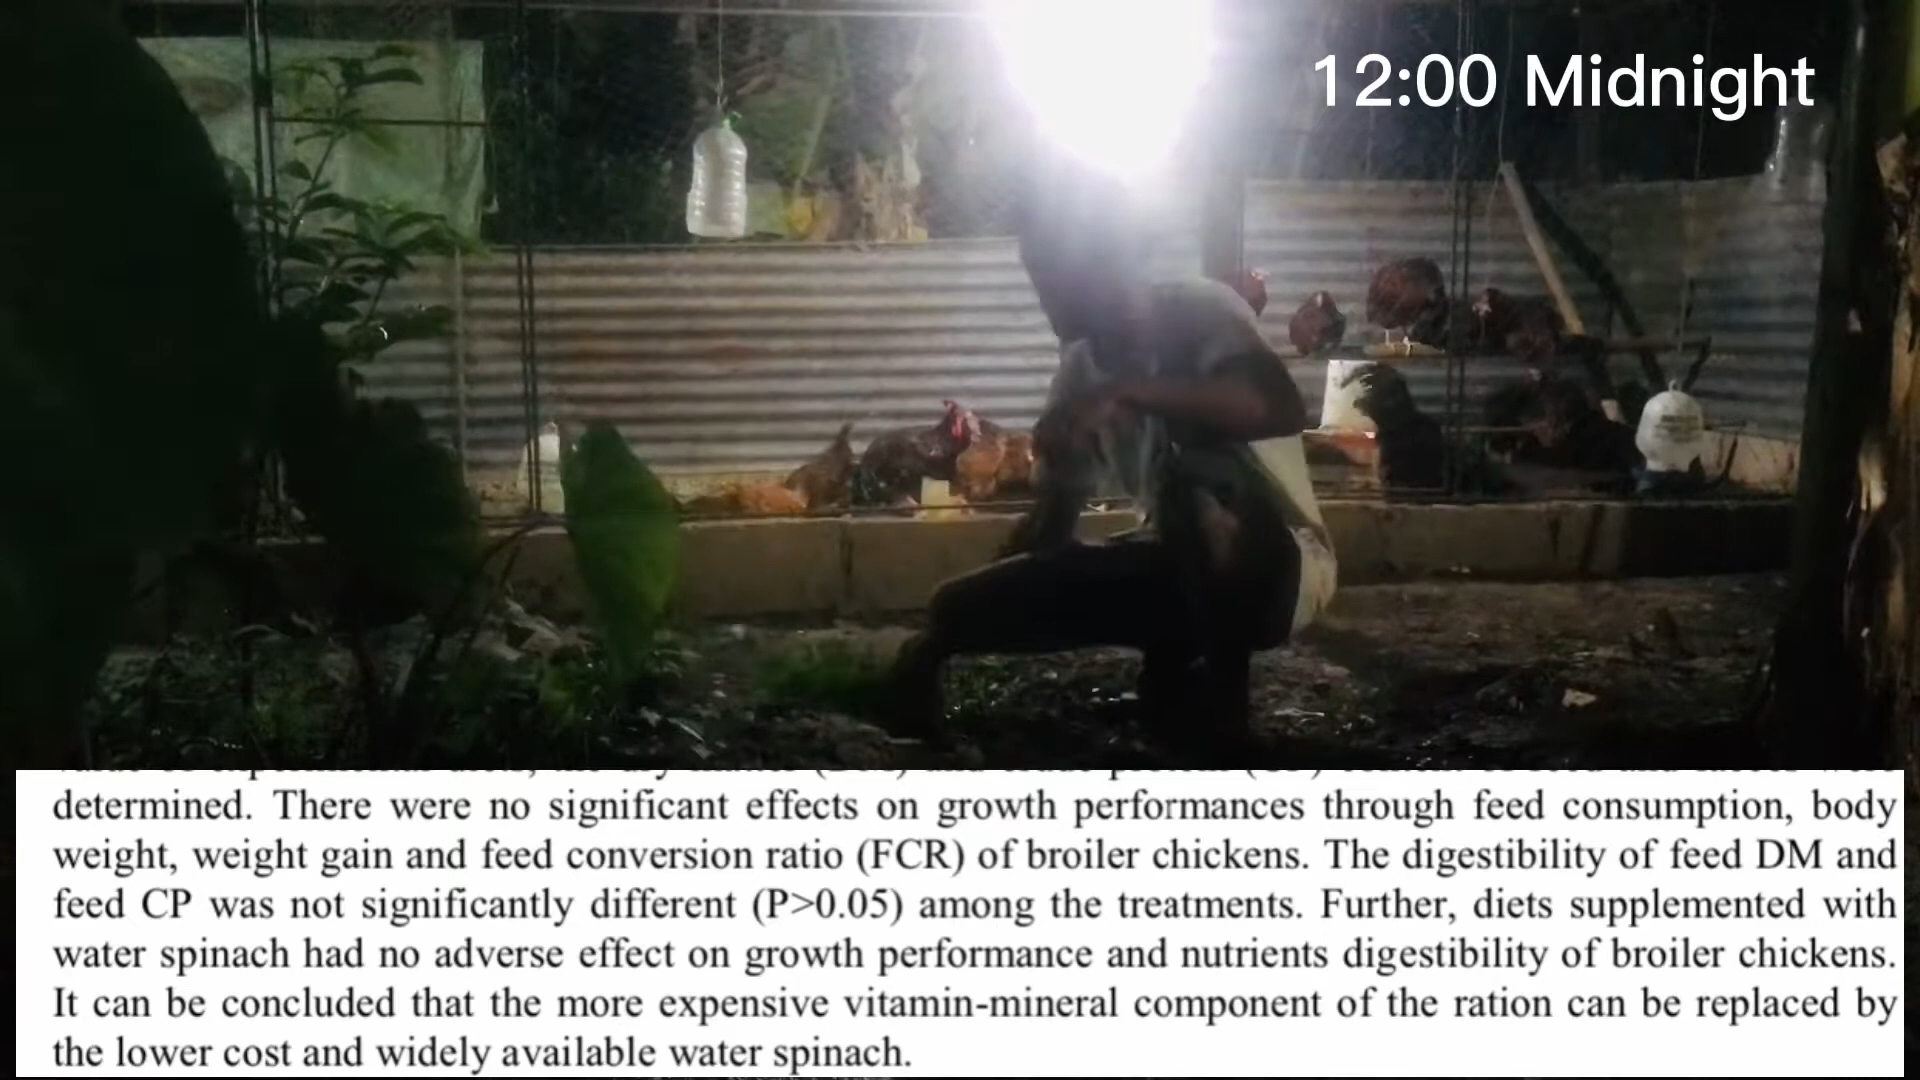 12:00 Midnight
determined. There were no significant effects on growth performances through feed consumption, body
weight, weight gain and feed conversion ratio (FCR) of broiler chickens. The digestibility of feed DM and
feed CP was not significantly different (P>0.05) among the treatments. Further, diets supplemented with
water spinach had no adverse effect on growth performance and nutrients digestibility of broiler chickens.
It can be concluded that the more expensive vitamin-mineral component of the ration can be replaced by
the lower cost and widely available water spinach.